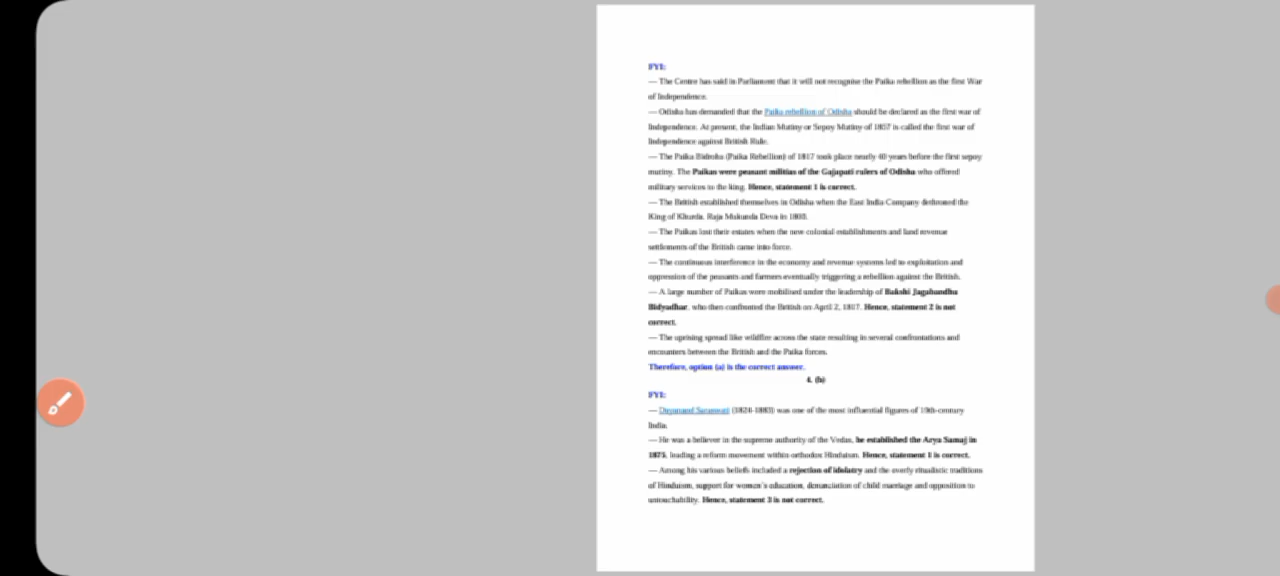 FYI:
— The Centre has said in Parliament that it will not recognise the Paika rebellion as the first War
of Independence.
— Odisha has demanded that the Paika rebellion of Odisha should be declared as the first war of
Independence. At present, the Indian Mutiny or Sepoy Mutiny of 1857 is called the first war of
Independence against British Rule.
— The Paika Bidroha (Paika Rebellion) of 1817 took place nearly 40 years before the first sepoy
mutiny. The Paikas were peasant militias of the Gajapati rulers of Odisha who offered
military services to the king. Hence, statement 1 is correct.
— The British established themselves in Odisha when the East India Company dethroned the
King of Khurda, Raja Mukunda Deva in 1803.
— The Paikas lost their estates when the new colonial establishments and land revenue
settlements of the British came into force.
— The continuous interference in the economy and revenue systems led to exploitation and
oppression of the peasants and farmers eventually triggering a rebellion against the British.
— A large number of Paikas were mobilised under the leadership of Bakshi Jagabandhu
Bidyadhar, who then confronted the British on April 2, 1817. Hence, statement 2 is not
correct.
— The uprising spread like wildfire across the state resulting in several confrontations and
encounters between the British and the Paika forces.
Therefore, option (a) is the correct answer.
4. (b)
FYI:
— Dayanand Saraswati (1824-1883) was one of the most influential figures of 19th-century
India.
— He was a believer in the supreme authority of the Vedas, he established the Arya Samaj in
1875, leading a reform movement within orthodox Hinduism. Hence, statement 1 is correct.
— Among his various beliefs included a rejection of idolatry and the overly ritualistic traditions
of Hinduism, support for women's education, denunciation of child marriage and opposition to
untouchability. Hence, statement 3 is not correct.